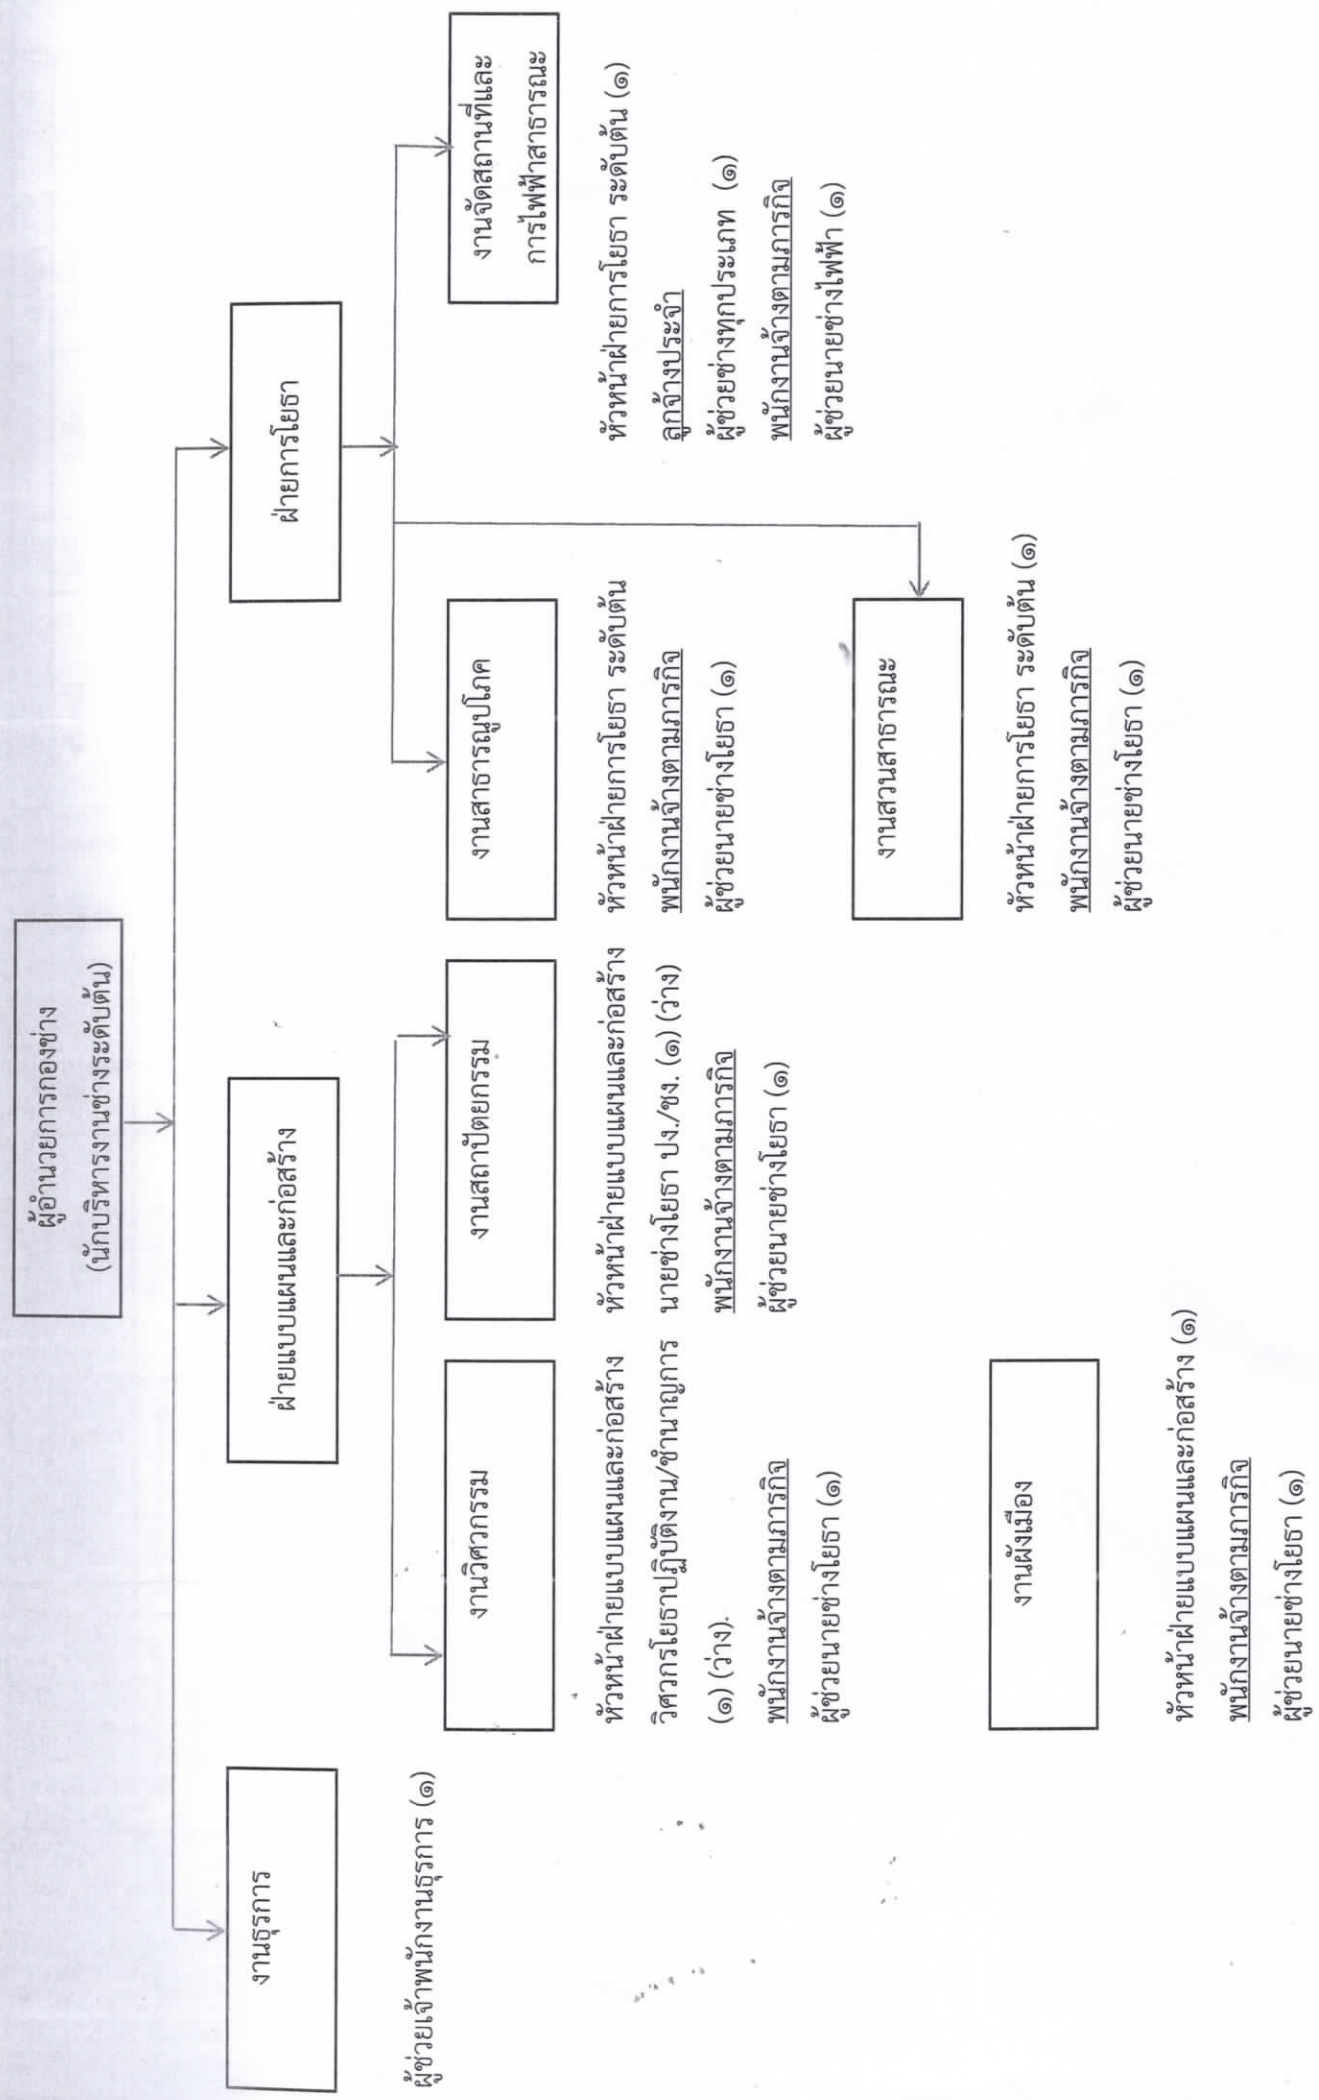 ผู้อำนวยการกองช่าง
(นักบริหารงานช่างระดับต้น)
งานธุรการ
ผู้ช่วยเจ้าพนักงานธุรการ (๑)
ฝ่ายแบบแผนและก่อสร้าง
งานวิศวกรรม
หัวหน้าฝ่ายแบบแผนและก่อสร้าง
วิศวกรโยธาปฏิบัติงาน/ชำนาญการ
(๑) (ว่าง).
พนักงานจ้างตามภารกิจ
ผู้ช่วยนายช่างโยธา (๑)
งานสถาปัตยกรรม
หัวหน้าฝ่ายแบบแผนและก่อสร้าง
นายช่างโยธา ปง./ชง. (๑) (ว่าง)
พนักงานจ้างตามภารกิจ
ผู้ช่วยนายช่างโยธา (๑)
งานผังเมือง
หัวหน้าฝ่ายแบบแผนและก่อสร้าง (๑)
พนักงานจ้างตามภารกิจ
ผู้ช่วยนายช่างโยธา (๑)
ฝ่ายการโยธา
งานสาธารณูปโภค
หัวหน้าฝ่ายการโยธา ระดับต้น
พนักงานจ้างตามภารกิจ
ผู้ช่วยนายช่างโยธา (๑)
งานจัดสถานที่และ
การไฟฟ้าสาธารณะ
หัวหน้าฝ่ายการโยธา ระดับต้น (๑)
ลูกจ้างประจำ
ผู้ช่วยช่างทุกประเภท (๑)
พนักงานจ้างตามภารกิจ
ผู้ช่วยนายช่างไฟฟ้า (๑)
งานสวนสาธารณะ
หัวหน้าฝ่ายการโยธา ระดับต้น (๑)
พนักงานจ้างตามภารกิจ
ผู้ช่วยนายช่างโยธา (๑)